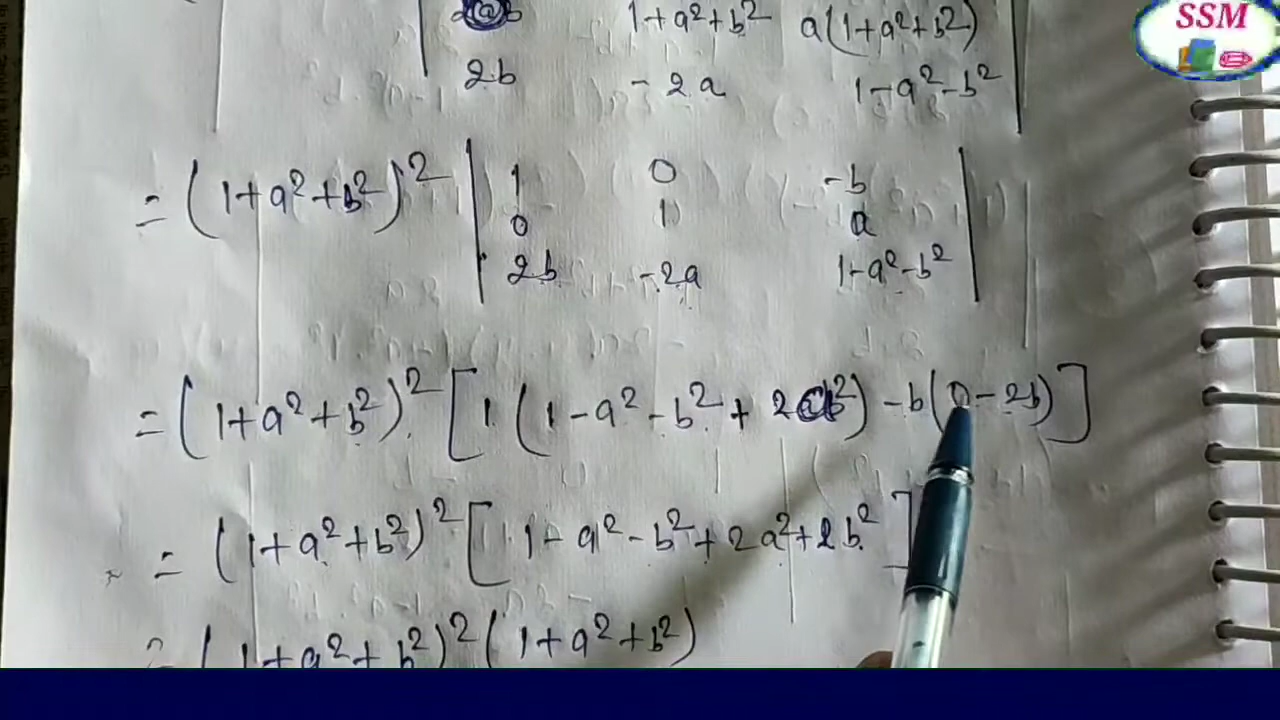 SSM
1+a²+b² a(1+a²+b²)
2b -2a 1-a²-b²
= (1+a²+b²)² | 1 0 -b |
| 0 1 a |
| 2b -2a 1-a²-b² |
= (1+a²+b²)² [ 1 (1-a²-b²+ 2 b²) -b(0-2b) ]
= (1+a²+b²)² [ 1-a²-b²+2a²+2b² ]
= (1+a²+b²)² (1+a²+b²)